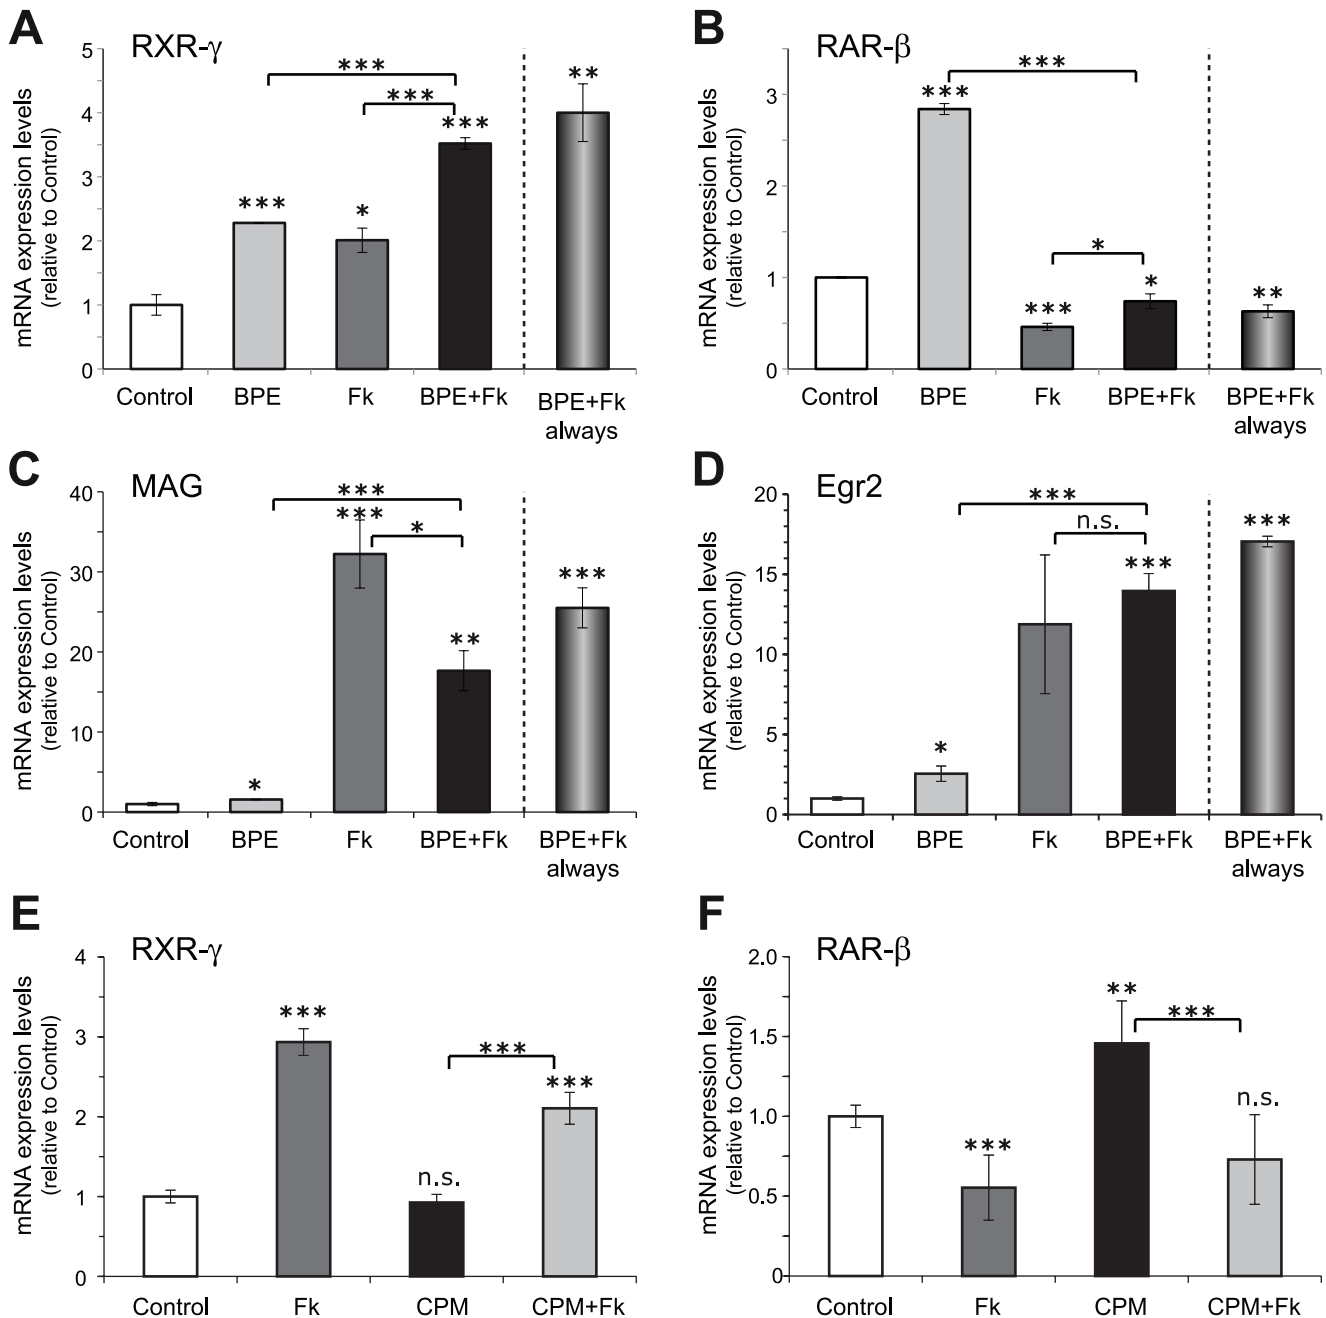 A
RXR-γ
mRNA expression levels
(relative to Control)
5
4
3
2
1
0
***
***
***
*
***
**
Control
BPE
Fk
BPE+Fk
BPE+Fk
always
B
RAR-β
mRNA expression levels
(relative to Control)
3
2
1
0
***
***
*
***
*
**
Control
BPE
Fk
BPE+Fk
BPE+Fk
always
C
MAG
mRNA expression levels
(relative to Control)
40
30
20
10
0
***
***
*
*
**
***
Control
BPE
Fk
BPE+Fk
BPE+Fk
always
D
Egr2
mRNA expression levels
(relative to Control)
20
15
10
5
0
***
n.s.
*
***
***
Control
BPE
Fk
BPE+Fk
BPE+Fk
always
E
RXR-γ
mRNA expression levels
(relative to Control)
4
3
2
1
0
***
***
n.s.
***
Control
Fk
CPM
CPM+Fk
F
RAR-β
mRNA expression levels
(relative to Control)
2.0
1.5
1.0
0.5
0
**
***
***
n.s.
Control
Fk
CPM
CPM+Fk